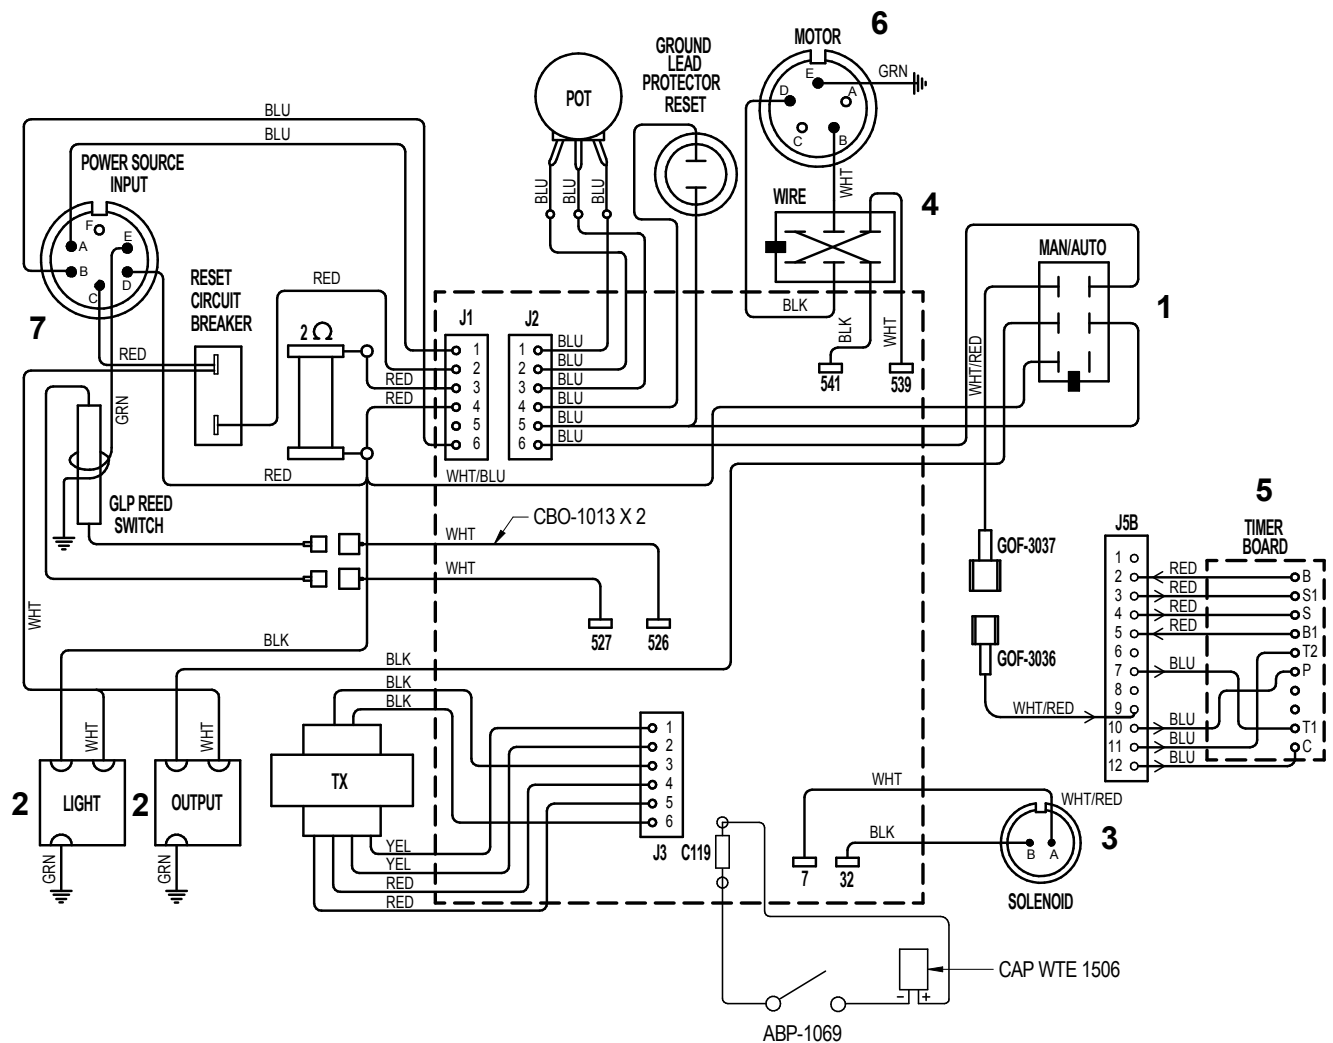 6
MOTOR
GROUND
LEAD
PROTECTOR
RESET
GRN
E
D
A
C
B
POT
BLU
BLU
POWER SOURCE
INPUT
BLU
BLU
BLU
WHT
WIRE
4
MAN/AUTO
1
F
A
E
B
D
C
7
RESET
CIRCUIT
BREAKER
RED
2 Ω
J1
J2
BLK
BLK
WHT
541
539
WHT/RED
RED
RED
RED
1
2
3
4
5
6
1
2
3
4
5
6
BLU
BLU
BLU
BLU
BLU
BLU
GRN
RED
WHT/BLU
GLP REED
SWITCH
CBO-1013 X 2
WHT
WHT
527
526
GOF-3037
GOF-3036
WHT/RED
5
TIMER
BOARD
J5B
1
2
3
4
5
6
7
8
9
10
11
12
RED
RED
RED
RED
BLU
BLU
BLU
BLU
B
S1
S
B1
T2
P
T1
C
WHT
BLK
BLK
BLK
BLK
WHT
WHT
2
LIGHT
2
OUTPUT
GRN
GRN
TX
YEL
YEL
RED
RED
1
2
3
4
5
6
J3
C119
WHT
WHT/RED
BLK
7
32
B
A
3
SOLENOID
CAP WTE 1506
–
+
ABP-1069